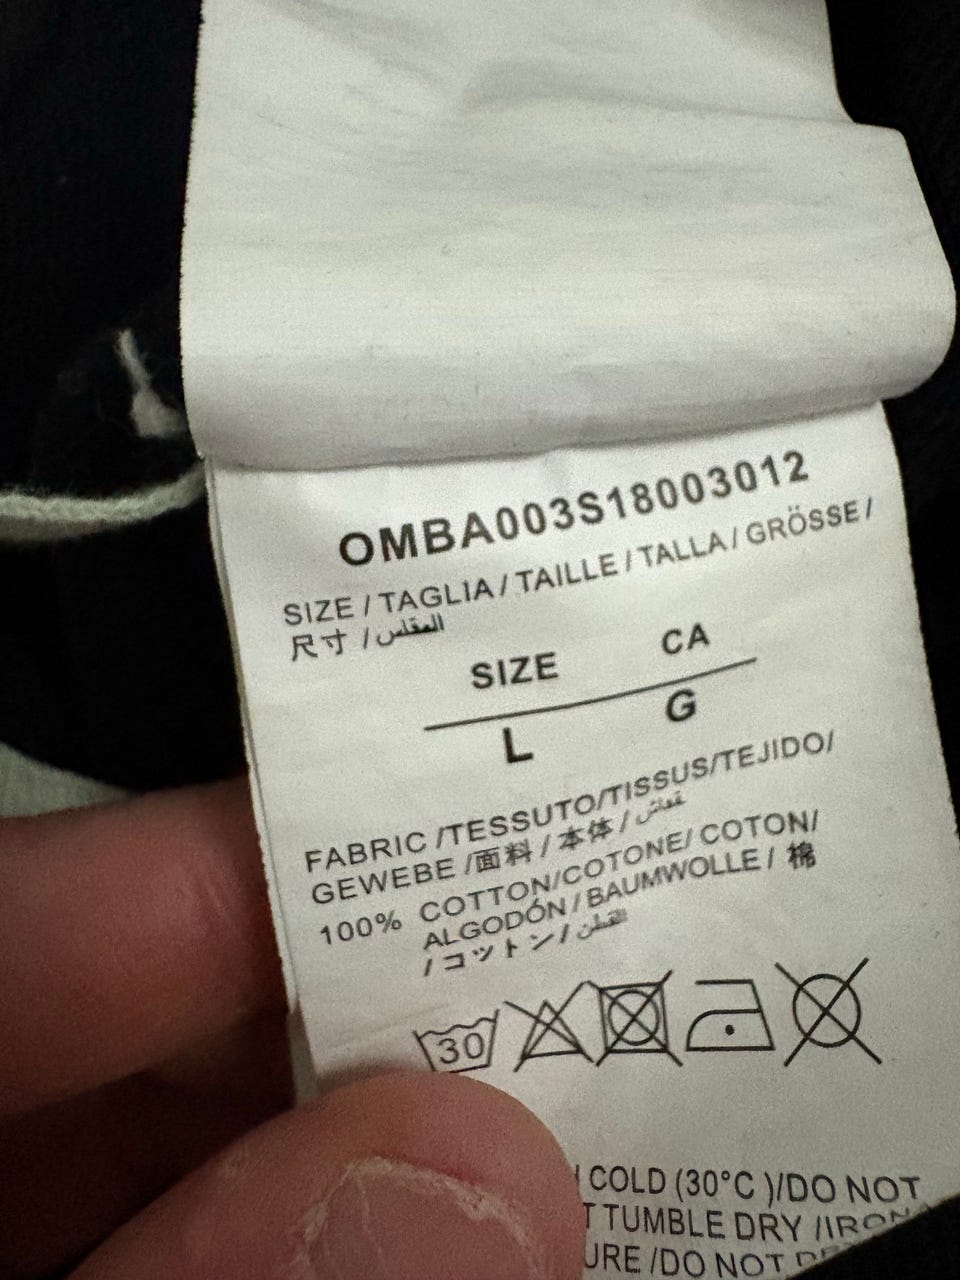 OMBA003S18003012
SIZE / TAGLIA / TAILLE / TALLA / GRÖSSE /
尺寸 / المقاس
SIZE CA
L G
FABRIC /TESSUTO/TISSUS/TEJIDO/
GEWEBE /面料 / 本体 / قماش
100% COTTON/COTONE/ COTON/
ALGODÓN / BAUMWOLLE / 棉
/ コットン / القطن
30
COLD (30°C )/DO NOT
TUMBLE DRY /IRON
URE /DO NOT